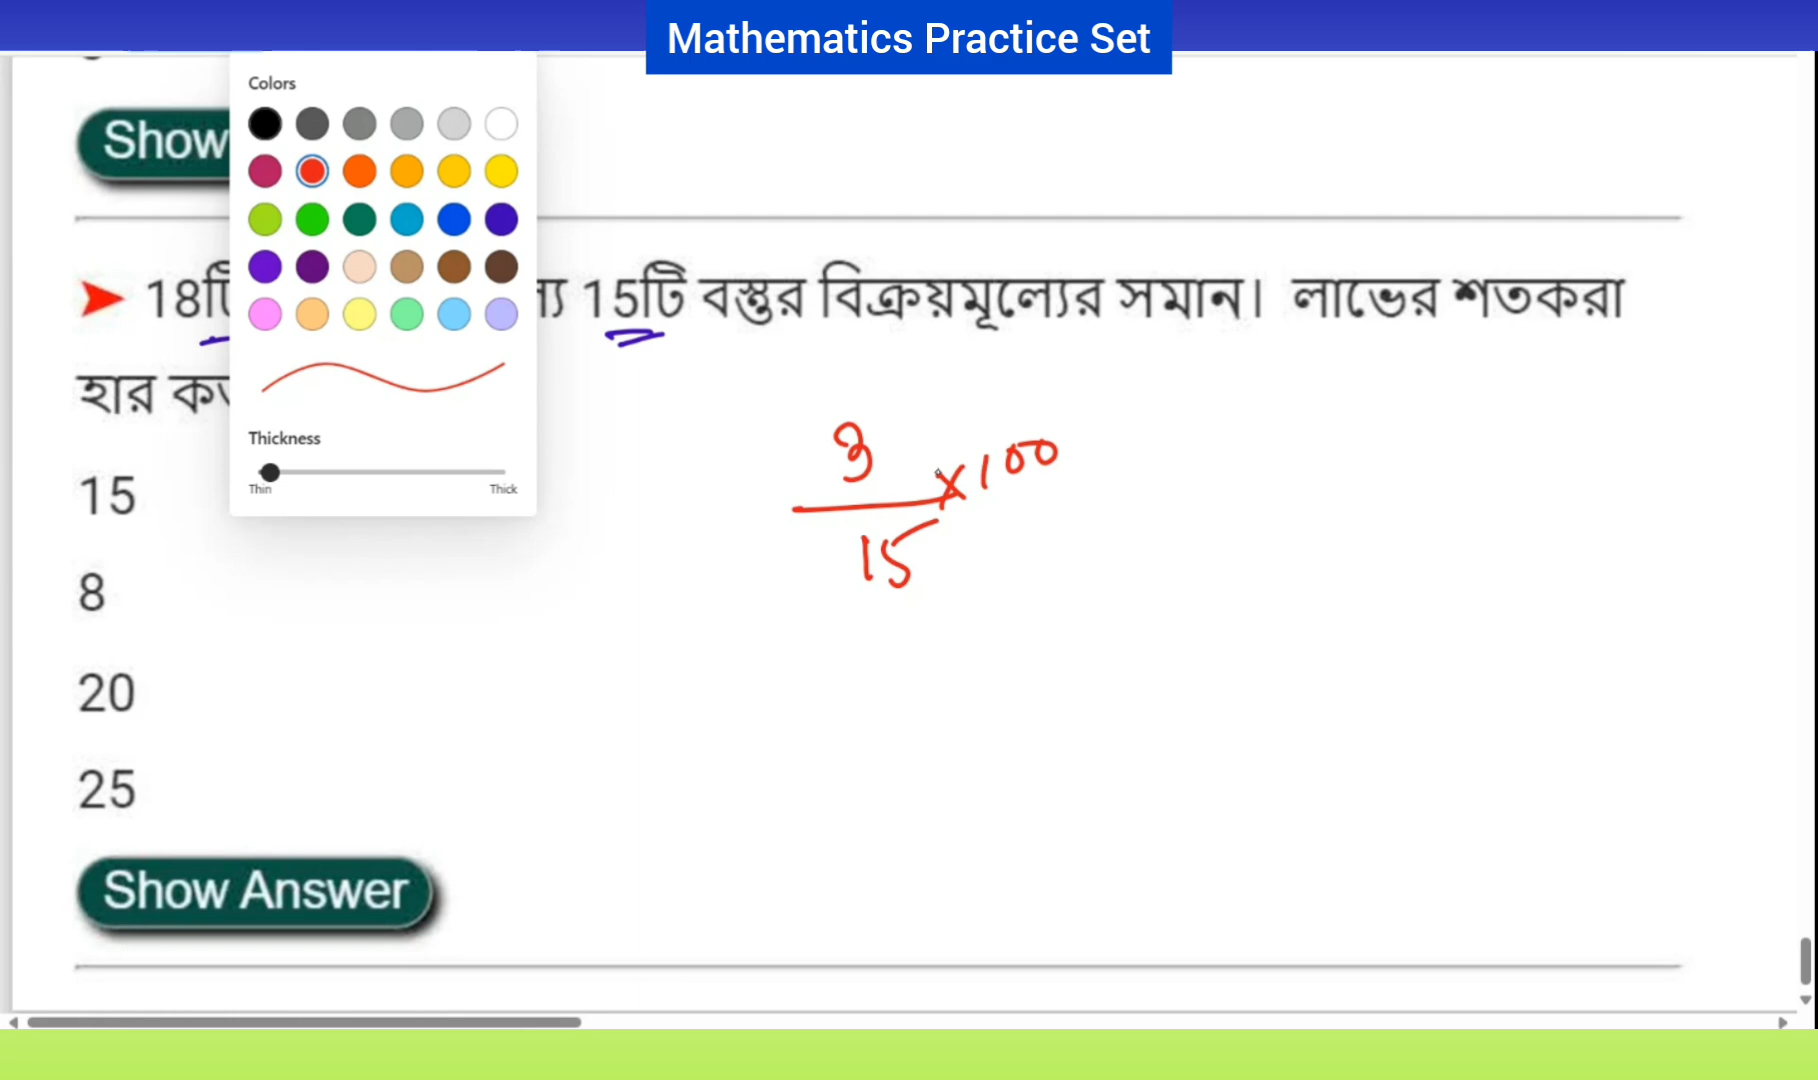 Mathematics Practice Set
Colors
Show
18টি 15টি বস্তুর বিক্রয়মূল্যের সমান। লাভের শতকরা
হার
Thickness
Thin Thick
3
×100
15
15
8
20
25
Show Answer